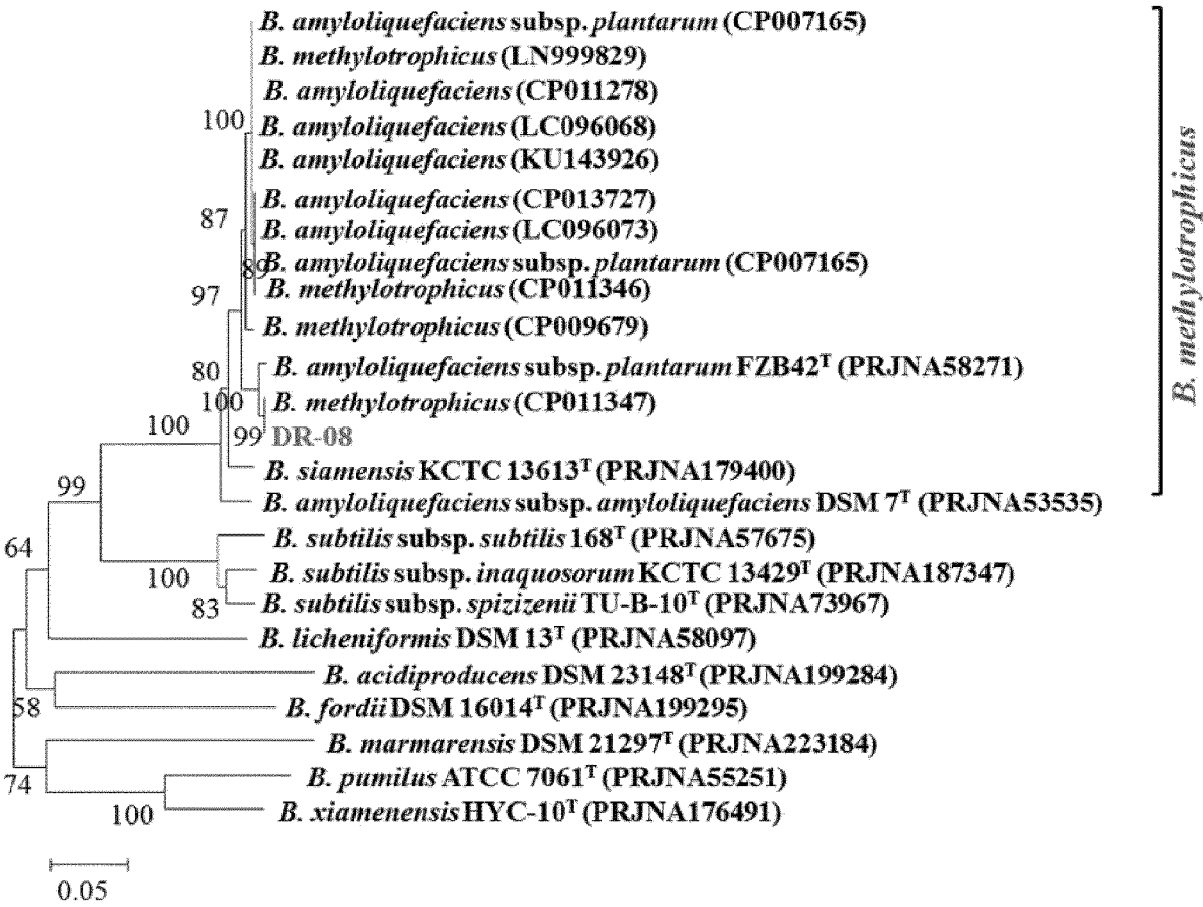 B. amyloliquefaciens subsp. plantarum (CP007165)
B. methylotrophicus (LN999829)
B. amyloliquefaciens (CP011278)
100
B. amyloliquefaciens (LC096068)
B. amyloliquefaciens (KU143926)
B. amyloliquefaciens (CP013727)
87
B. amyloliquefaciens (LC096073)
89
B. amyloliquefaciens subsp. plantarum (CP007165)
97
B. methylotrophicus (CP011346)
B. methylotrophicus (CP009679)
80
B. amyloliquefaciens subsp. plantarum FZB42ᵀ (PRJNA58271)
100
B. methylotrophicus (CP011347)
100
99
DR-08
B. siamensis KCTC 13613ᵀ (PRJNA179400)
99
B. amyloliquefaciens subsp. amyloliquefaciens DSM 7ᵀ (PRJNA53535)
B. methylotrophicus
64
B. subtilis subsp. subtilis 168ᵀ (PRJNA57675)
100
B. subtilis subsp. inaquosorum KCTC 13429ᵀ (PRJNA187347)
83
B. subtilis subsp. spizizenii TU-B-10ᵀ (PRJNA73967)
B. licheniformis DSM 13ᵀ (PRJNA58097)
B. acidiproducens DSM 23148ᵀ (PRJNA199284)
58
B. fordii DSM 16014ᵀ (PRJNA199295)
B. marmarensis DSM 21297ᵀ (PRJNA223184)
74
B. pumilus ATCC 7061ᵀ (PRJNA55251)
100
B. xiamenensis HYC-10ᵀ (PRJNA176491)
0.05